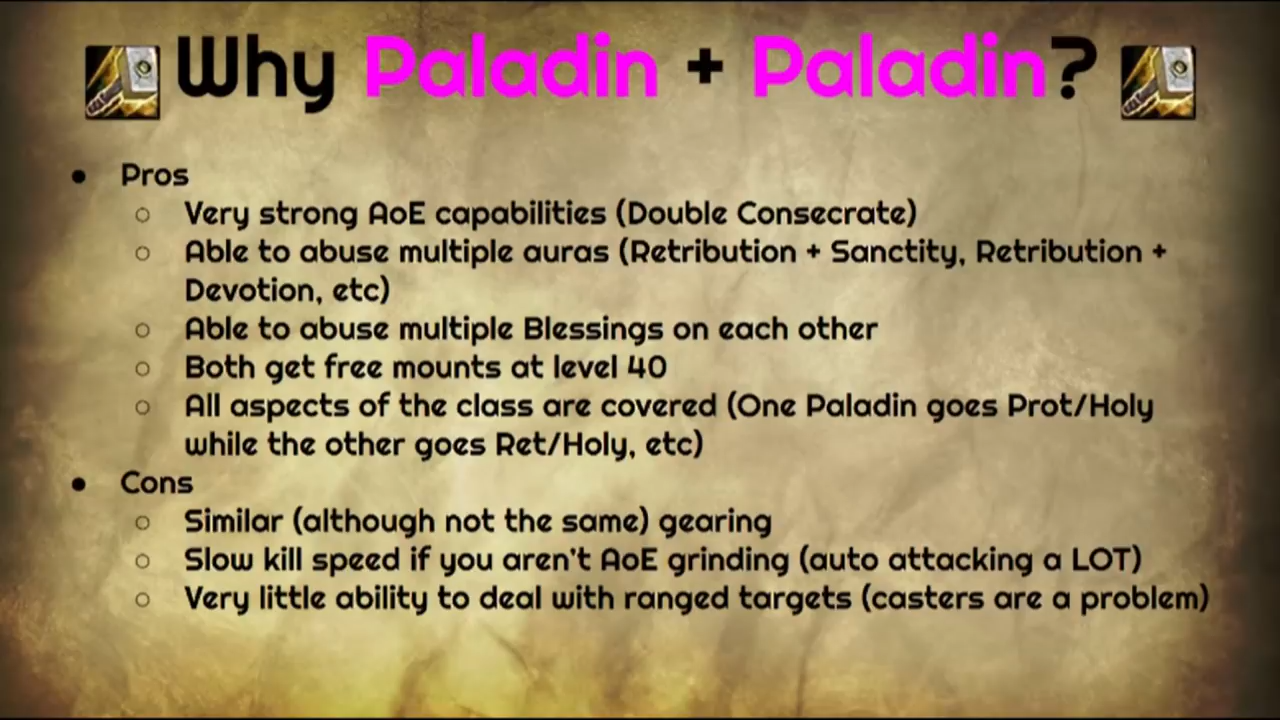 Why Paladin + Paladin?
● Pros
○ Very strong AoE capabilities (Double Consecrate)
○ Able to abuse multiple auras (Retribution + Sanctity, Retribution +
Devotion, etc)
○ Able to abuse multiple Blessings on each other
○ Both get free mounts at level 40
○ All aspects of the class are covered (One Paladin goes Prot/Holy
while the other goes Ret/Holy, etc)
● Cons
○ Similar (although not the same) gearing
○ Slow kill speed if you aren't AoE grinding (auto attacking a LOT)
○ Very little ability to deal with ranged targets (casters are a problem)